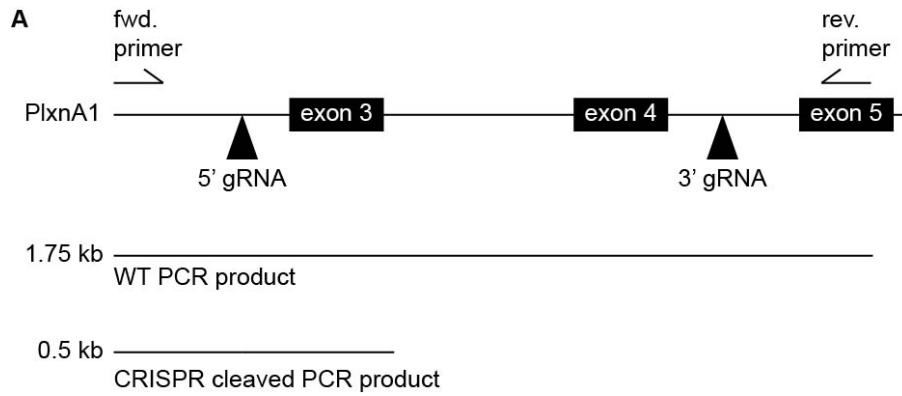 A
fwd.
primer
rev.
primer
PlxnA1
exon 3
exon 4
exon 5
5’ gRNA
3’ gRNA
1.75 kb
WT PCR product
0.5 kb
CRISPR cleaved PCR product